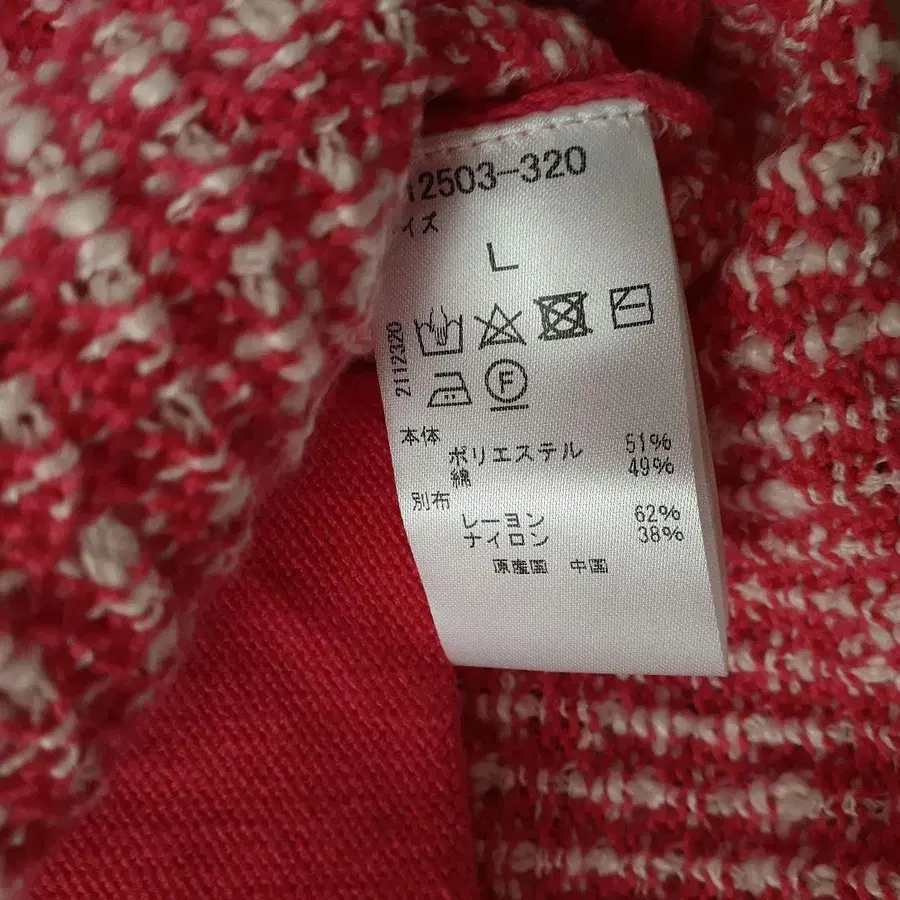 12503-320
イズ
L
2112320
F
本体
ポリエステル 51%
綿 49%
別布
レーヨン 62%
ナイロン 38%
原産国 中国